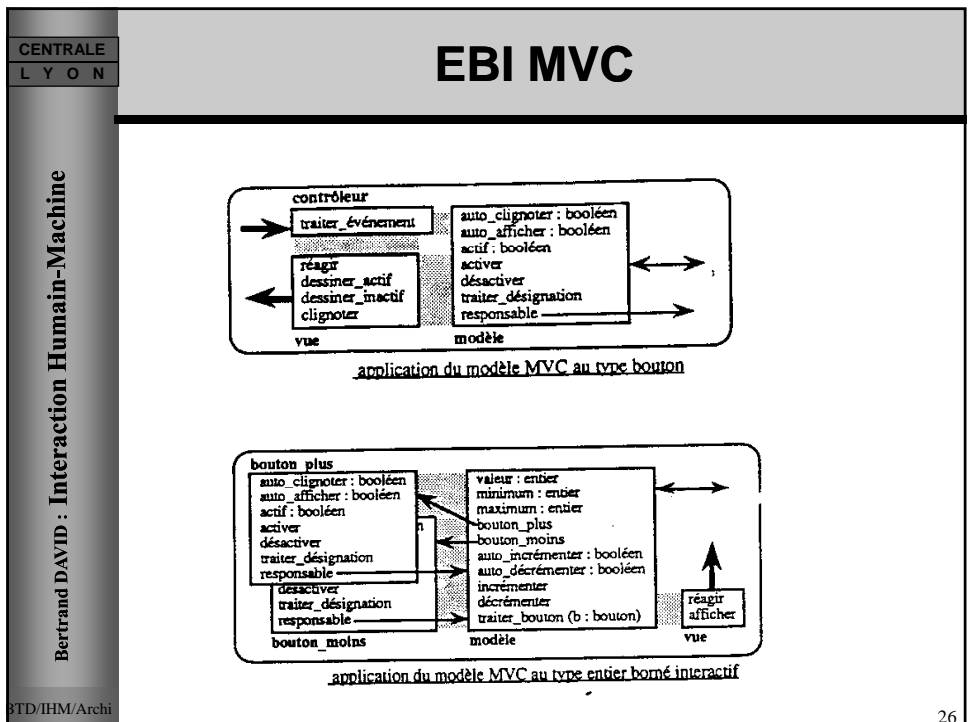 CENTRALE
L Y O N
EBI MVC
Bertrand DAVID : Interaction Humain-Machine
contrôleur
traiter_événement
réagir
dessiner_actif
dessiner_inactif
clignoter
vue
auto_clignoter : booléen
auto_afficher : booléen
actif : booléen
activer
désactiver
traiter_désignation
responsable
modèle
application du modèle MVC au type bouton
bouton_plus
auto_clignoter : booléen
auto_afficher : booléen
actif : booléen
activer
désactiver
traiter_désignation
responsable
n
desactiver
traiter_désignation
responsable
bouton_moins
valeur : entier
minimum : entier
maximum : entier
bouton_plus
bouton_moins
auto_incrémenter : booléen
auto_décrémenter : booléen
incrémenter
décrémenter
traiter_bouton (b : bouton)
modèle
réagir
afficher
vue
application du modèle MVC au type entier borné interactif
BTD/IHM/Archi
26